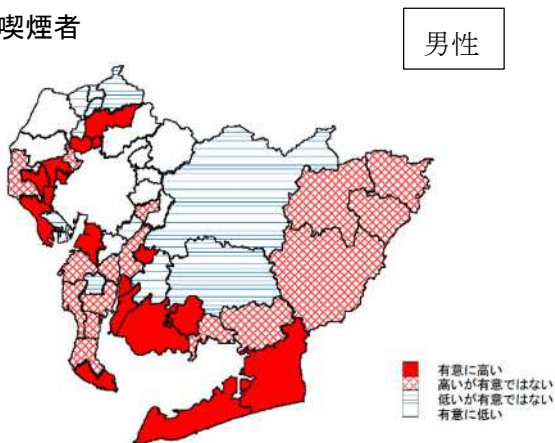 喫煙者
男性
有意に高い
高いが有意ではない
低いが有意ではない
有意に低い